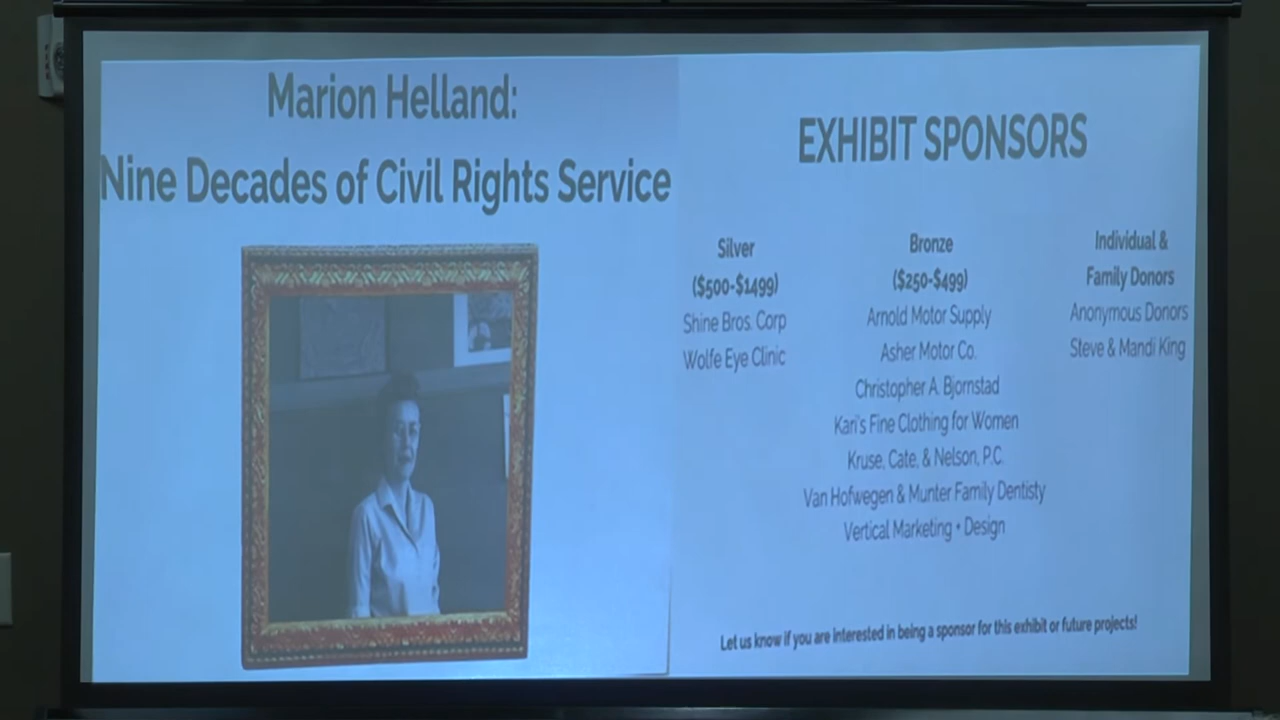 Marion Helland:
Nine Decades of Civil Rights Service
EXHIBIT SPONSORS
Silver
($500-$1499)
Shine Bros. Corp
Wolfe Eye Clinic
Bronze
($250-$499)
Arnold Motor Supply
Asher Motor Co.
Christopher A. Bjornstad
Kari's Fine Clothing for Women
Kruse, Cate, & Nelson, P.C.
Van Hofwegen & Munter Family Dentisty
Vertical Marketing + Design
Individual &
Family Donors
Anonymous Donors
Steve & Mandi King
Let us know if you are interested in being a sponsor for this exhibit or future projects!